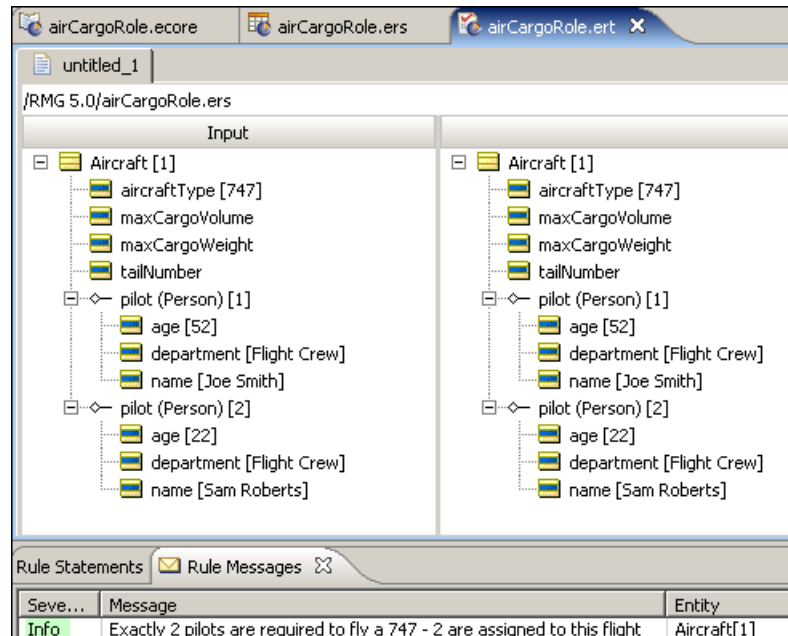 airCargoRole.ecore airCargoRole.ers airCargoRole.ert
untitled_1
/RMG 5.0/airCargoRole.ers
Input
Aircraft [1]
aircraftType [747]
maxCargoVolume
maxCargoWeight
tailNumber
pilot (Person) [1]
age [52]
department [Flight Crew]
name [Joe Smith]
pilot (Person) [2]
age [22]
department [Flight Crew]
name [Sam Roberts]
Aircraft [1]
aircraftType [747]
maxCargoVolume
maxCargoWeight
tailNumber
pilot (Person) [1]
age [52]
department [Flight Crew]
name [Joe Smith]
pilot (Person) [2]
age [22]
department [Flight Crew]
name [Sam Roberts]
Rule Statements Rule Messages
Seve... Message Entity
Info Exactly 2 pilots are required to fly a 747 - 2 are assigned to this flight Aircraft[1]